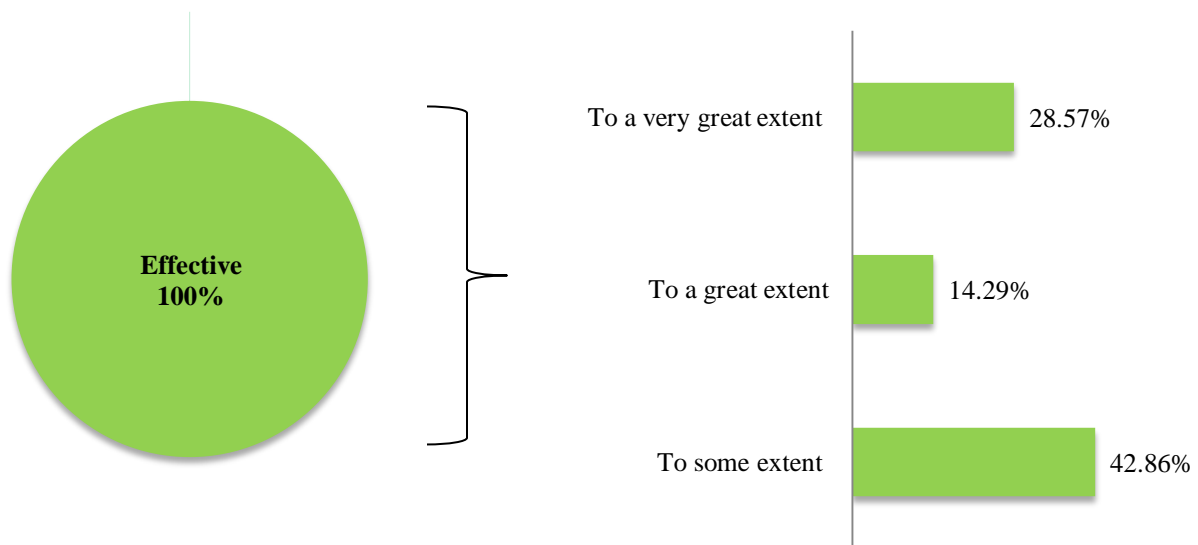 Effective
100%
To a very great extent
28.57%
To a great extent
14.29%
To some extent
42.86%